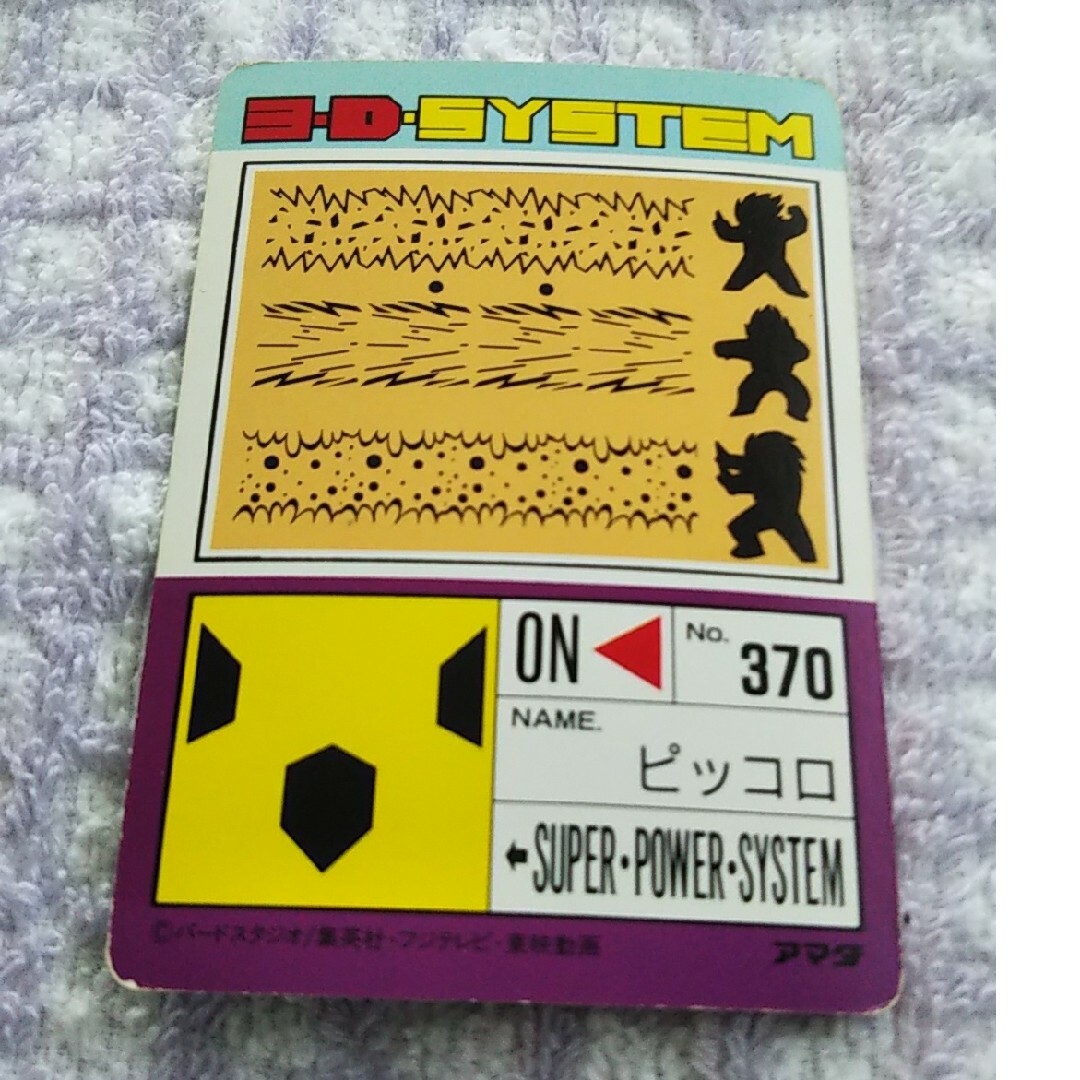 3・D・SYSTEM
ON
No. 370
NAME.
ピッコロ
←SUPER・POWER・SYSTEM
©バードスタジオ/集英社・フジテレビ・東映動画
アマダ